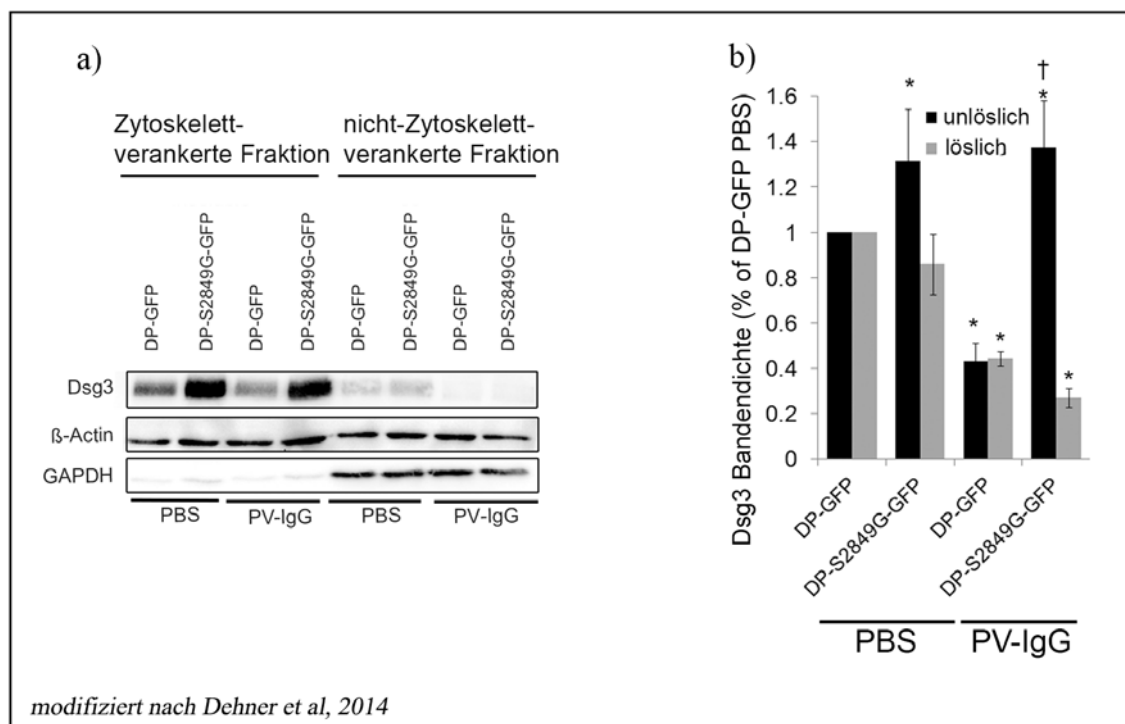 a)
Zytoskelett-
verankerte Fraktion
nicht-Zytoskelett-
verankerte Fraktion
DP-GFP
DP-S2849G-GFP
DP-GFP
DP-S2849G-GFP
DP-GFP
DP-S2849G-GFP
DP-GFP
DP-S2849G-GFP
Dsg3
ß-Actin
GAPDH
PBS
PV-IgG
PBS
PV-IgG
b)
Dsg3 Bandendichte (% of DP-GFP PBS)
1.6
1.4
1.2
1
0.8
0.6
0.4
0.2
0
*
†
*
unlöslich
löslich
*
*
*
DP-GFP
DP-S2849G-GFP
DP-GFP
DP-S2849G-GFP
PBS
PV-IgG
modifiziert nach Dehner et al, 2014